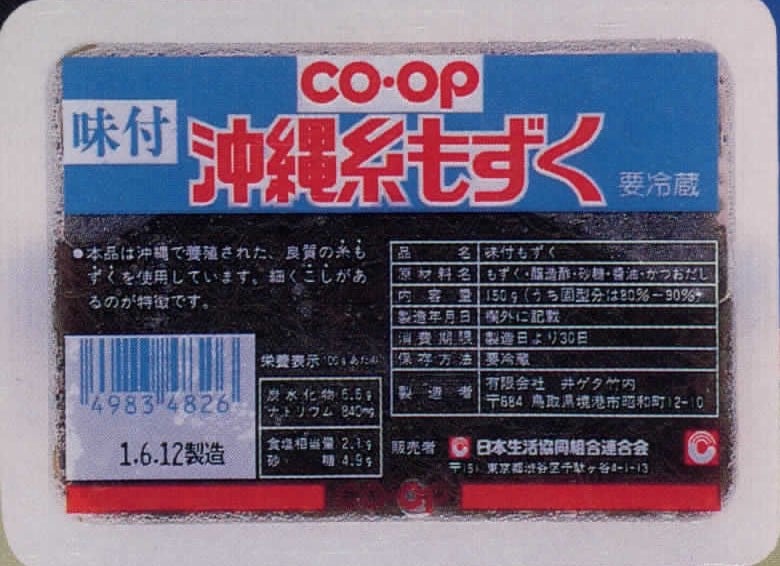 CO·OP
味付
沖縄糸もずく
要冷蔵
●本品は沖縄で養殖された、良質の糸も
ずくを使用しています。細くこしがあ
るのが特徴です。
品名 味付もずく
原材料名 もずく・醸造酢・砂糖・醤油・かつおだし
内容量 150g(うち固型分は80%〜90%)
製造年月日 欄外に記載
消費期限 製造日より30日
保存方法 要冷蔵
製造者 有限会社 井ゲタ竹内
〒684 鳥取県境港市昭和町12-10
4983 4826
1.6.12製造
栄養表示 100gあたり
炭水化物 6.6g
ナトリウム 840mg
食塩相当量 2.1g
砂糖 4.9g
販売者 日本生活協同組合連合会
〒151 東京都渋谷区千駄ヶ谷4-1-13